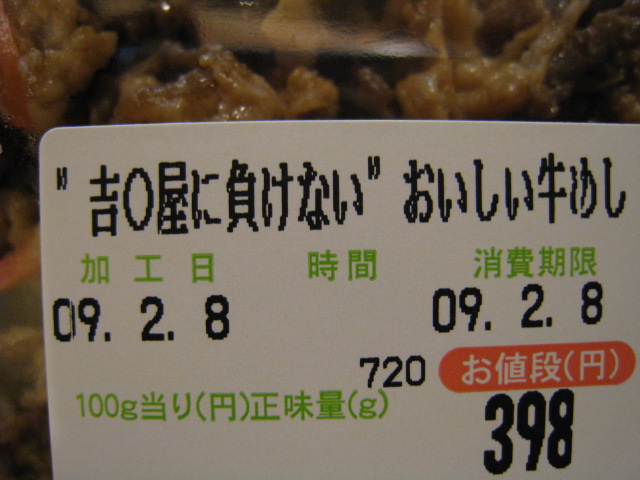 "吉〇屋に負けない" おいしい牛めし
加工日 時間 消費期限
09. 2. 8 09. 2. 8
720 お値段(円)
100g当り(円)正味量(g)
398